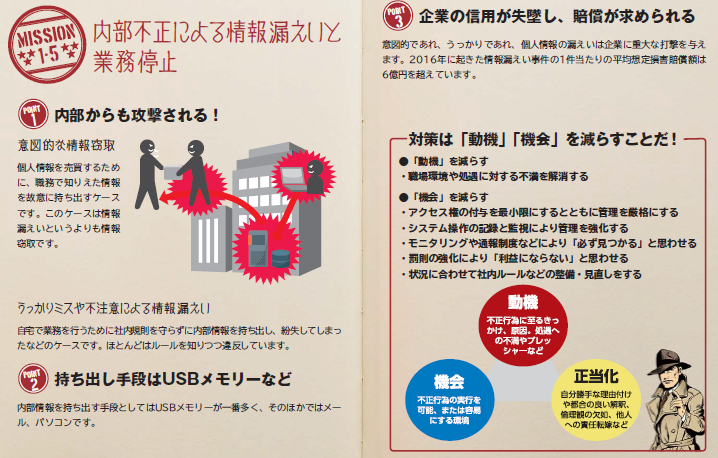 MISSION
1-5
内部不正による情報漏えいと
業務停止
POINT
1
内部からも攻撃される！
意図的な情報窃取
個人情報を売買するため
に、職務で知りえた情報
を故意に持ち出すケース
です。このケースは情報
漏えいというよりも情報
窃取です。
うっかりミスや不注意による情報漏えい
自宅で業務を行うために社内規則を守らずに内部情報を持ち出し、紛失してしまっ
たなどのケースです。ほとんどはルールを知りつつ違反しています。
POINT
2
持ち出し手段はUSBメモリーなど
内部情報を持ち出す手段としてはUSBメモリーが一番多く、そのほかではメー
ル、パソコンです。
POINT
3
企業の信用が失墜し、賠償が求められる
意図的であれ、うっかりであれ、個人情報の漏えいは企業に重大な打撃を与え
ます。2016年に起きた情報漏えい事件の1件当たりの平均想定損害賠償額は
6億円を超えています。
対策は「動機」「機会」を減らすことだ！
●「動機」を減らす
・職場環境や処遇に対する不満を解消する
●「機会」を減らす
・アクセス権の付与を最小限にするとともに管理を厳格にする
・システム操作の記録と監視により管理を強化する
・モニタリングや通報制度などにより「必ず見つかる」と思わせる
・罰則の強化により「利益にならない」と思わせる
・状況に合わせて社内ルールなどの整備・見直しをする
動機
不正行為に至るきっ
かけ、原因。処遇へ
の不満やプレッ
シャーなど
機会
不正行為の実行を
可能、または容易
にする環境
正当化
自分勝手な理由付け
や都合の良い解釈、
倫理観の欠如、他人
への責任転嫁など